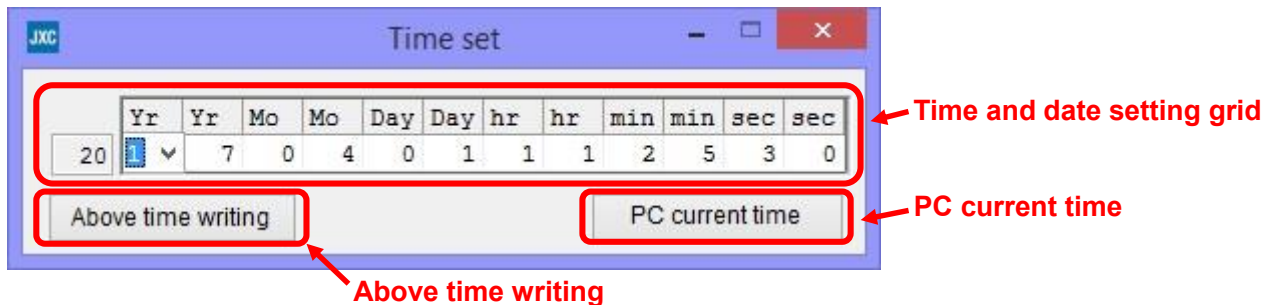 JXC Time set
Yr Yr Mo Mo Day Day hr hr min min sec sec
Time and date setting grid
20 1 7 0 4 0 1 1 1 2 5 3 0
Above time writing PC current time
PC current time
Above time writing